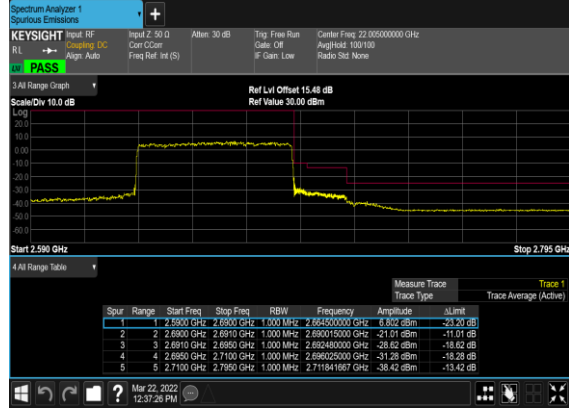 Spectrum Analyzer 1
Spurious Emissions
+
KEYSIGHT Input: RF Input Z: 50 Ω Atten: 30 dB Trig: Free Run Center Freq: 22.005000000 GHz
RL Coupling: DC Corr CCorr Gate: Off Avg|Hold: 100/100
Align: Auto Freq Ref: Int (S) IF Gain: Low Radio Std: None
PASS
3 All Range Graph
Ref Lvl Offset 15.48 dB
Scale/Div 10.0 dB Ref Value 30.00 dBm
Log
20.0
10.0
0.00
-10.0
-20.0
-30.0
-40.0
-50.0
-60.0
Start 2.590 GHz Stop 2.795 GHz
4 All Range Table
Measure Trace Trace 1
Trace Type Trace Average (Active)
Spur Range Start Freq Stop Freq RBW Frequency Amplitude ΔLimit
1 1 2.5900 GHz 2.6900 GHz 1.000 MHz 2.664500000 GHz 6.802 dBm -23.20 dB
2 2 2.6900 GHz 2.6910 GHz 1.000 MHz 2.690015000 GHz -21.01 dBm -11.01 dB
3 3 2.6910 GHz 2.6950 GHz 1.000 MHz 2.692480000 GHz -28.62 dBm -18.62 dB
4 4 2.6950 GHz 2.7100 GHz 1.000 MHz 2.696025000 GHz -31.28 dBm -18.28 dB
5 5 2.7100 GHz 2.7950 GHz 1.000 MHz 2.711841667 GHz -38.42 dBm -13.42 dB
? Mar 22, 2022
12:37:26 PM